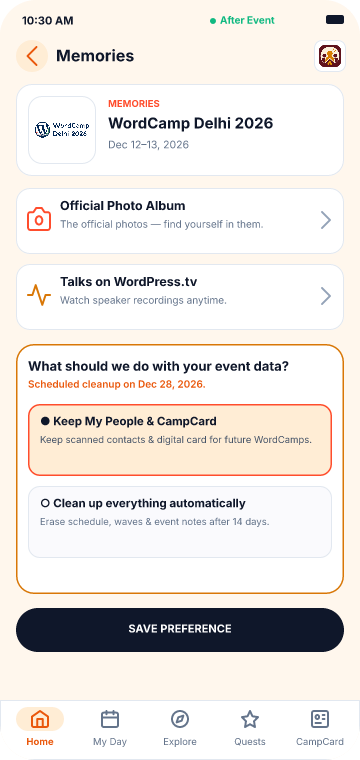 10:30 AM
After Event
Memories
MEMORIES
WordCamp Delhi 2026
WordCamp
Delhi 2026
Dec 12–13, 2026
Official Photo Album
The official photos — find yourself in them.
Talks on WordPress.tv
Watch speaker recordings anytime.
What should we do with your event data?
Scheduled cleanup on Dec 28, 2026.
Keep My People & CampCard
Keep scanned contacts & digital card for future WordCamps.
Clean up everything automatically
Erase schedule, waves & event notes after 14 days.
SAVE PREFERENCE
Home
My Day
Explore
Quests
CampCard